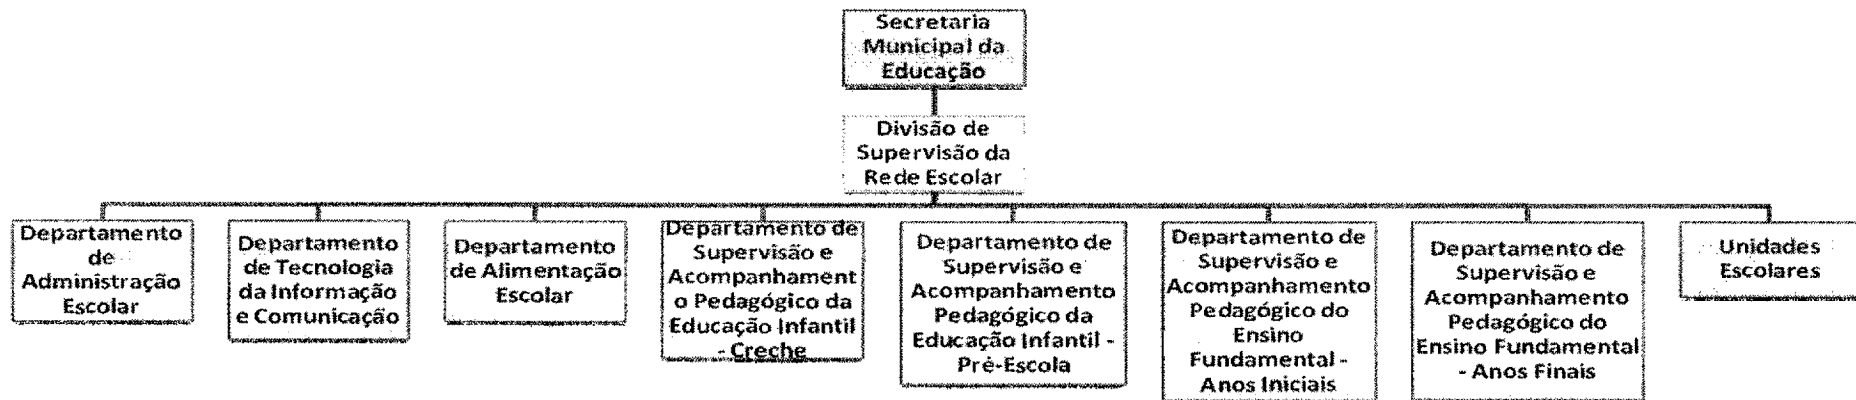 Secretaria
Municipal da
Educação
Divisão de
Supervisão da
Rede Escolar
Departamento
de
Administração
Escolar
Departamento
de Tecnologia
da Informação
e Comunicação
Departamento
de Alimentação
Escolar
Departamento de
Supervisão e
Acompanhament
o Pedagógico da
Educação Infantil
- Creche
Departamento de
Supervisão e
Acompanhamento
Pedagógico da
Educação Infantil -
Pré-Escola
Departamento de
Supervisão e
Acompanhamento
Pedagógico do
Ensino
Fundamental -
Anos Iniciais
Departamento de
Supervisão e
Acompanhamento
Pedagógico do
Ensino Fundamental
- Anos Finais
Unidades
Escolares